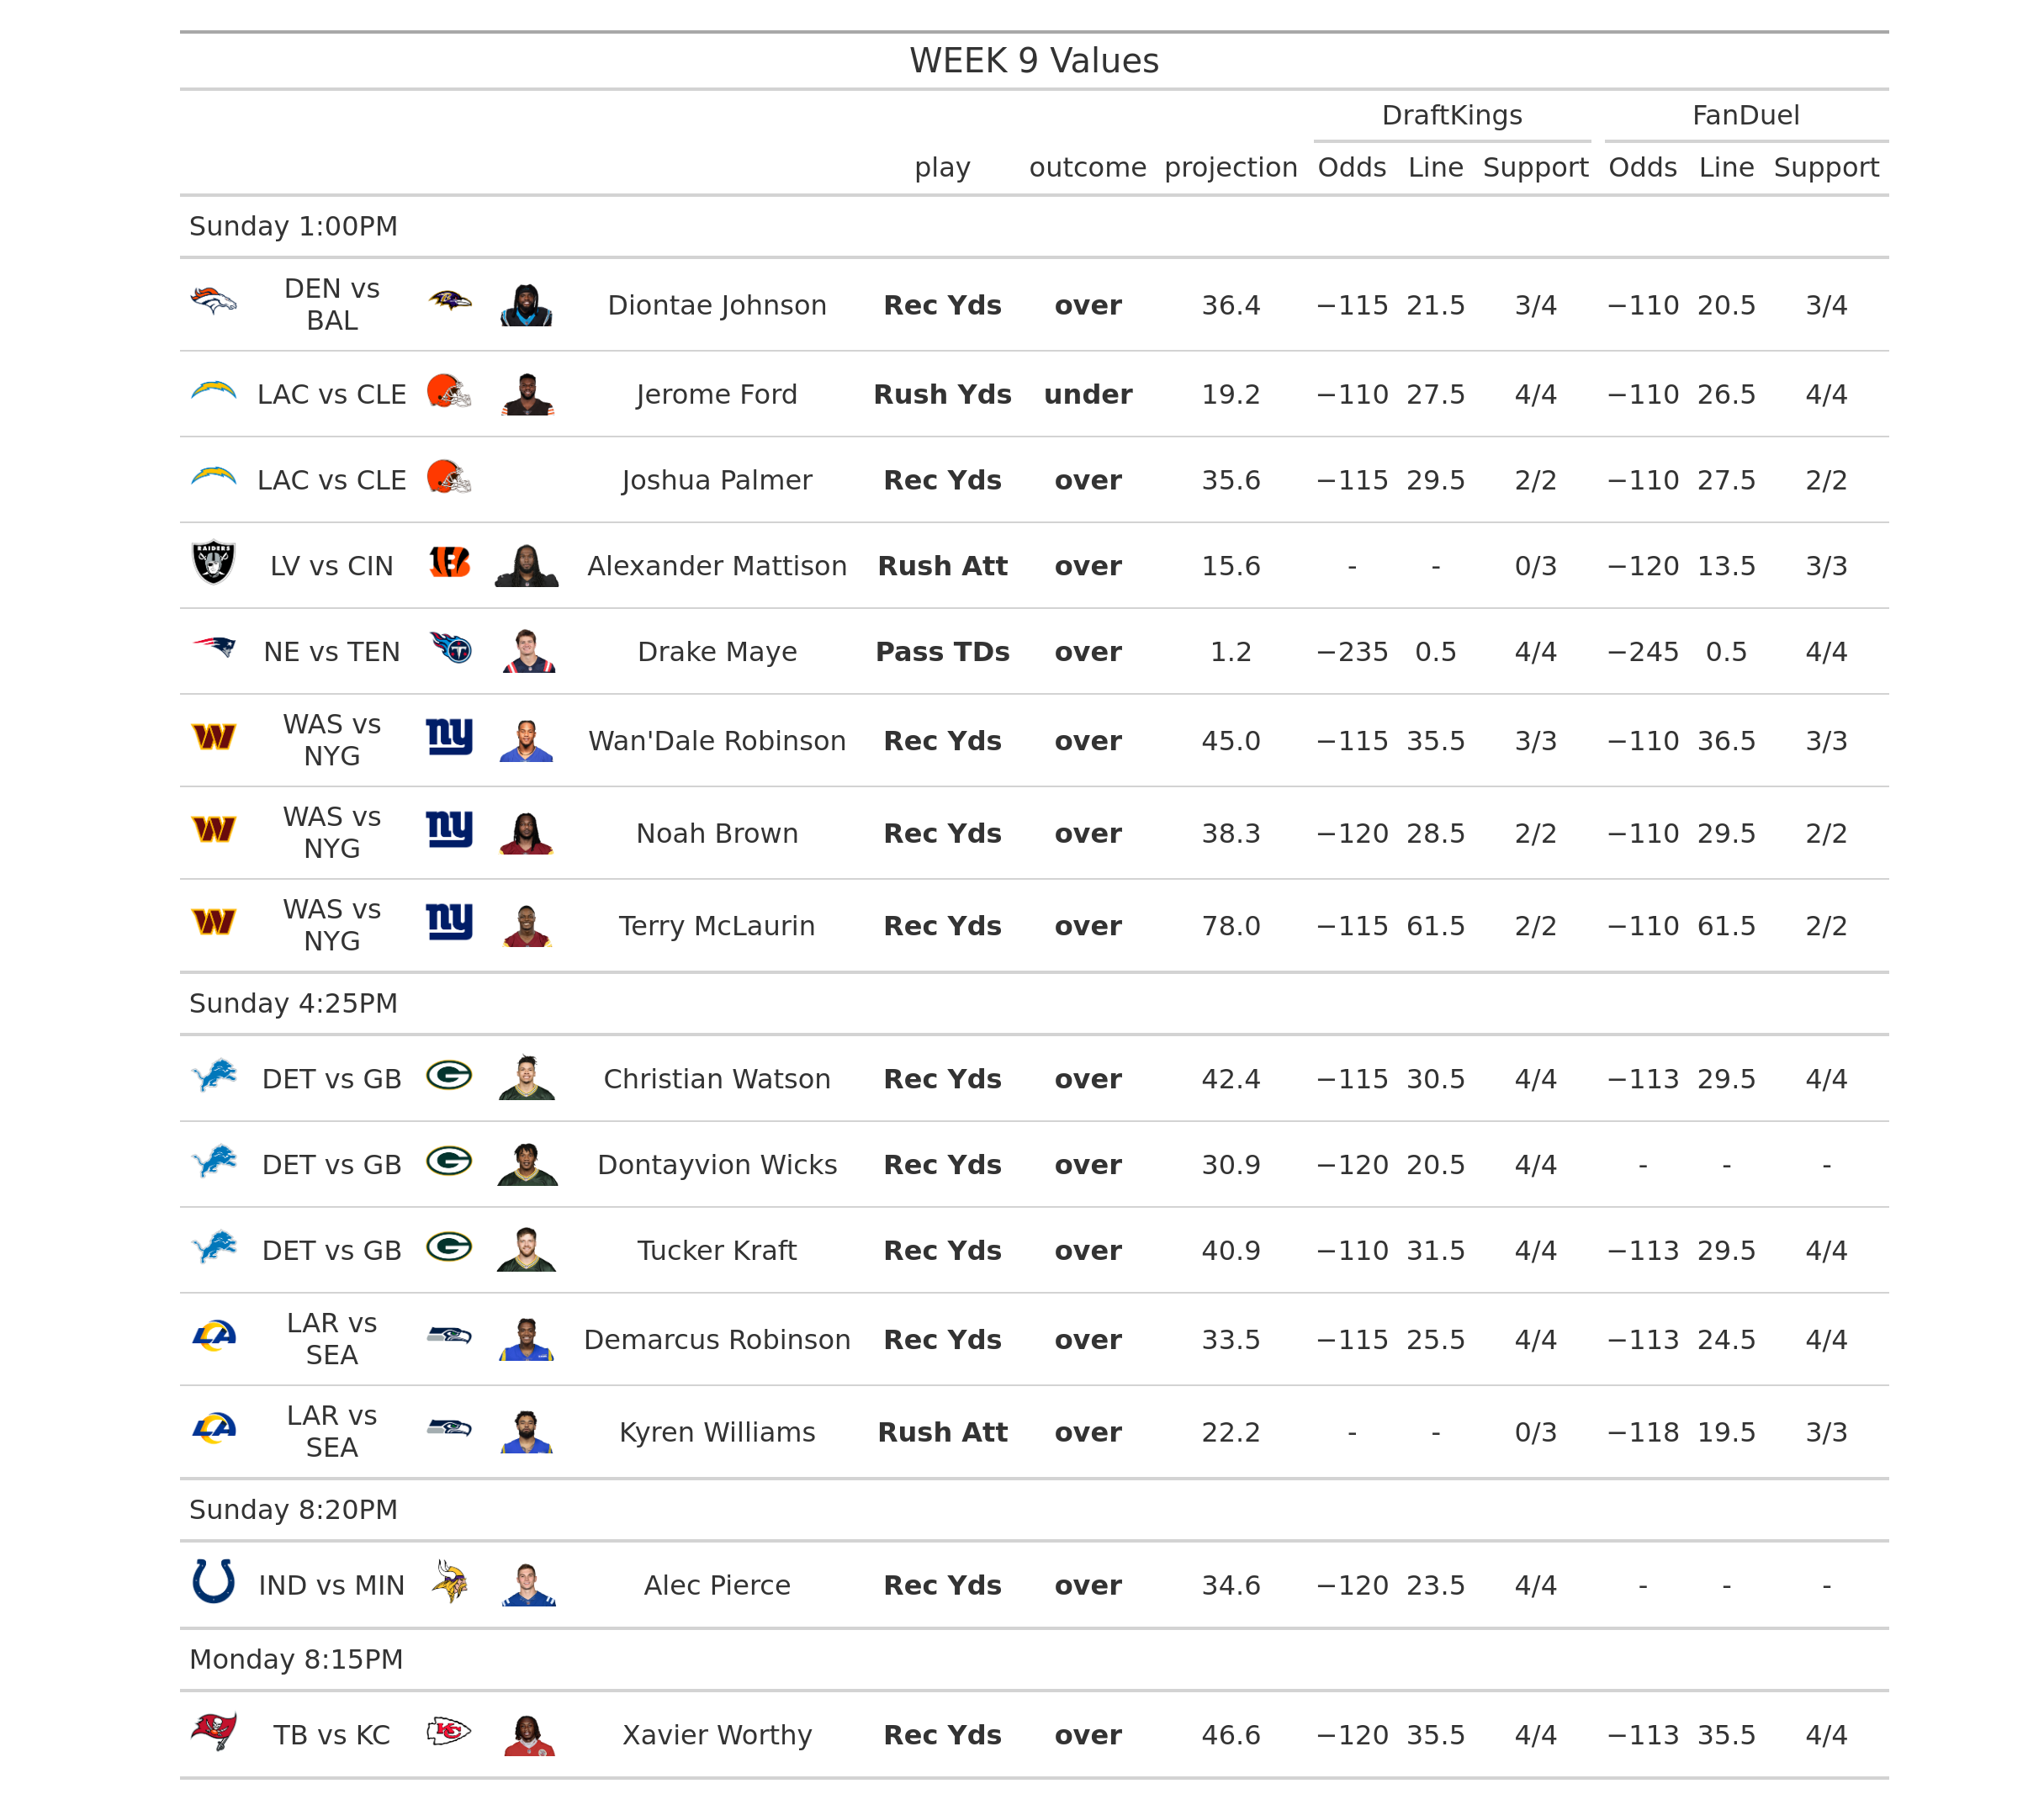 WEEK 9 Values
DraftKings FanDuel
play outcome projection Odds Line Support Odds Line Support
Sunday 1:00PM
DEN vs BAL Diontae Johnson Rec Yds over 36.4 −115 21.5 3/4 −110 20.5 3/4
LAC vs CLE Jerome Ford Rush Yds under 19.2 −110 27.5 4/4 −110 26.5 4/4
LAC vs CLE Joshua Palmer Rec Yds over 35.6 −115 29.5 2/2 −110 27.5 2/2
LV vs CIN Alexander Mattison Rush Att over 15.6 - - 0/3 −120 13.5 3/3
NE vs TEN Drake Maye Pass TDs over 1.2 −235 0.5 4/4 −245 0.5 4/4
WAS vs NYG Wan'Dale Robinson Rec Yds over 45.0 −115 35.5 3/3 −110 36.5 3/3
WAS vs NYG Noah Brown Rec Yds over 38.3 −120 28.5 2/2 −110 29.5 2/2
WAS vs NYG Terry McLaurin Rec Yds over 78.0 −115 61.5 2/2 −110 61.5 2/2
Sunday 4:25PM
DET vs GB Christian Watson Rec Yds over 42.4 −115 30.5 4/4 −113 29.5 4/4
DET vs GB Dontayvion Wicks Rec Yds over 30.9 −120 20.5 4/4 - - -
DET vs GB Tucker Kraft Rec Yds over 40.9 −110 31.5 4/4 −113 29.5 4/4
LAR vs SEA Demarcus Robinson Rec Yds over 33.5 −115 25.5 4/4 −113 24.5 4/4
LAR vs SEA Kyren Williams Rush Att over 22.2 - - 0/3 −118 19.5 3/3
Sunday 8:20PM
IND vs MIN Alec Pierce Rec Yds over 34.6 −120 23.5 4/4 - - -
Monday 8:15PM
TB vs KC Xavier Worthy Rec Yds over 46.6 −120 35.5 4/4 −113 35.5 4/4